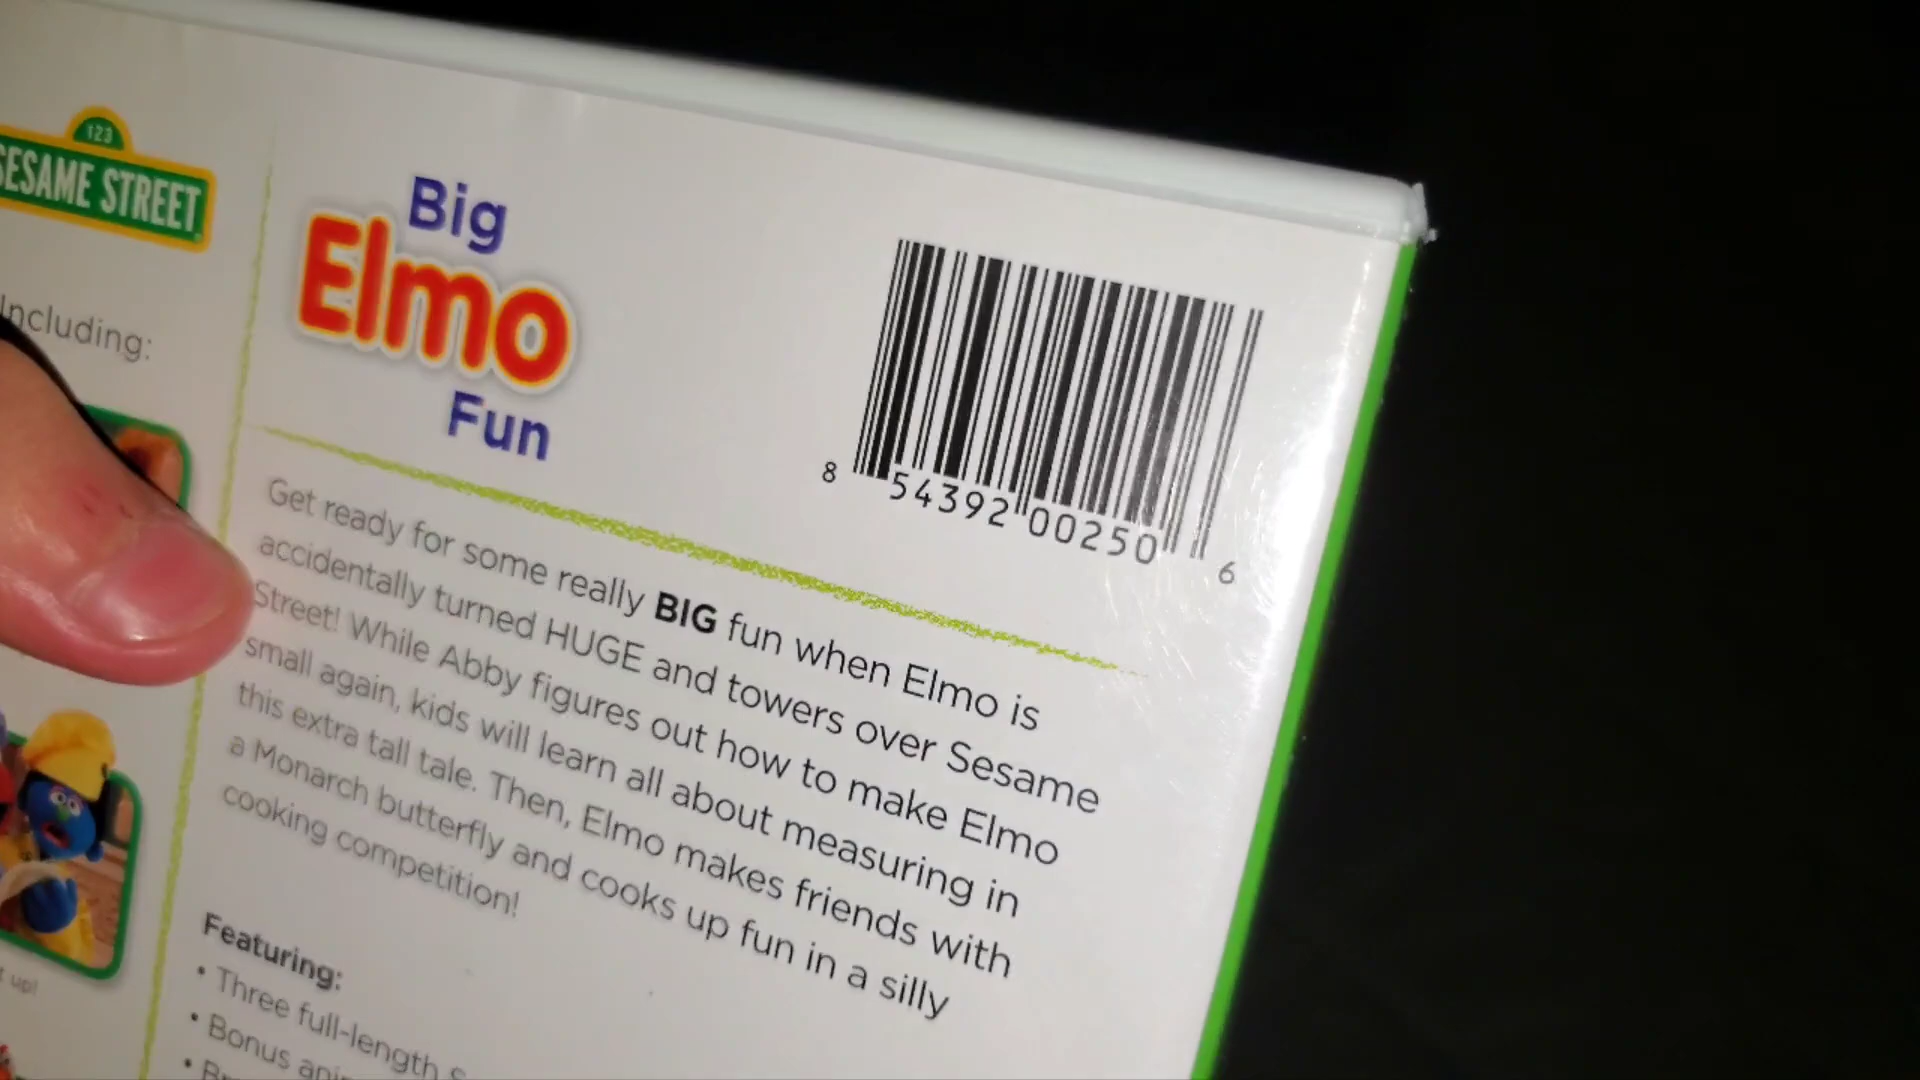 123
SESAME STREET
Including:
Big
Elmo
Fun
8 54392 00250 6
Get ready for some really BIG fun when Elmo is
accidentally turned HUGE and towers over Sesame
Street! While Abby figures out how to make Elmo
small again, kids will learn all about measuring in
this extra tall tale. Then, Elmo makes friends with
a Monarch butterfly and cooks up fun in a silly
cooking competition!
Featuring:
• Three full-length
• Bonus
up!